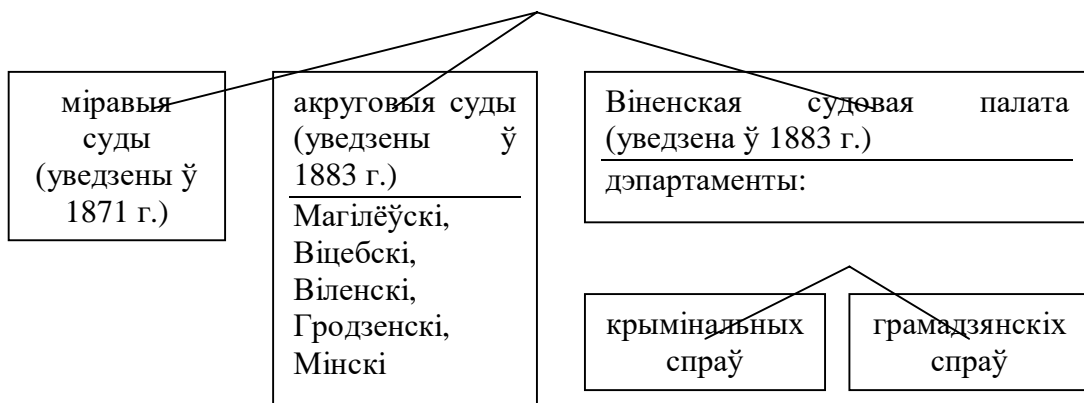 міравыя
суды
(уведзены ў
1871 г.)
акруговыя суды
(уведзены ў
1883 г.)
Магілёўскі,
Віцебскі,
Віленскі,
Гродзенскі,
Мінскі
Віненская судовая палата
(уведзена ў 1883 г.)
дэпартаменты:
крымінальных
спраў
грамадзянскіх
спраў